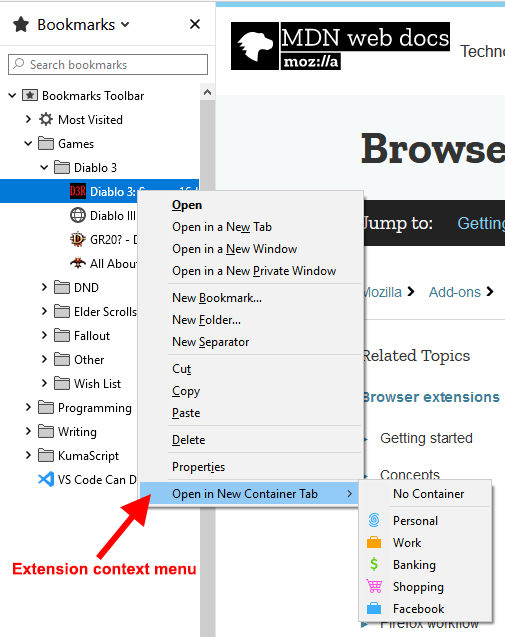 Bookmarks
Search bookmarks
Bookmarks Toolbar
Most Visited
Games
Diablo 3
Diablo 3:
Diablo III
GR20? - D
All Abou
DND
Elder Scrolls
Fallout
Other
Wish List
Programming
Writing
KumaScript
VS Code Can D
Extension context menu
Open
Open in a New Tab
Open in a New Window
Open in a New Private Window
New Bookmark...
New Folder...
New Separator
Cut
Copy
Paste
Delete
Properties
Open in New Container Tab
No Container
Personal
Work
Banking
Shopping
Facebook
MDN web docs
moz://a
Techno
Browse
Jump to:
Getting
Mozilla
Add-ons
Related Topics
Browser extensions
Getting started
Concepts
Firefox workflow